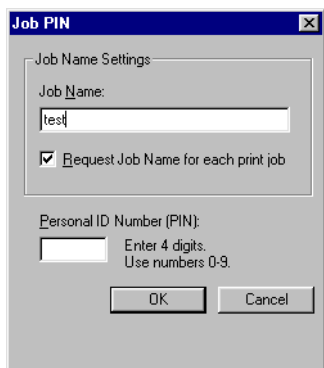 Job PIN
Job Name Settings
Job Name:
test
Request Job Name for each print job
Personal ID Number (PIN):
Enter 4 digits.
Use numbers 0-9.
OK Cancel